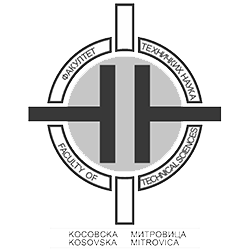 ФАКУЛТЕТ ТЕХНИЧКИХ НАУКА
FACULTY OF TECHNICAL SCIENCES
КОСОВСКА МИТРОВИЦА
KOSOVSKA MITROVICA